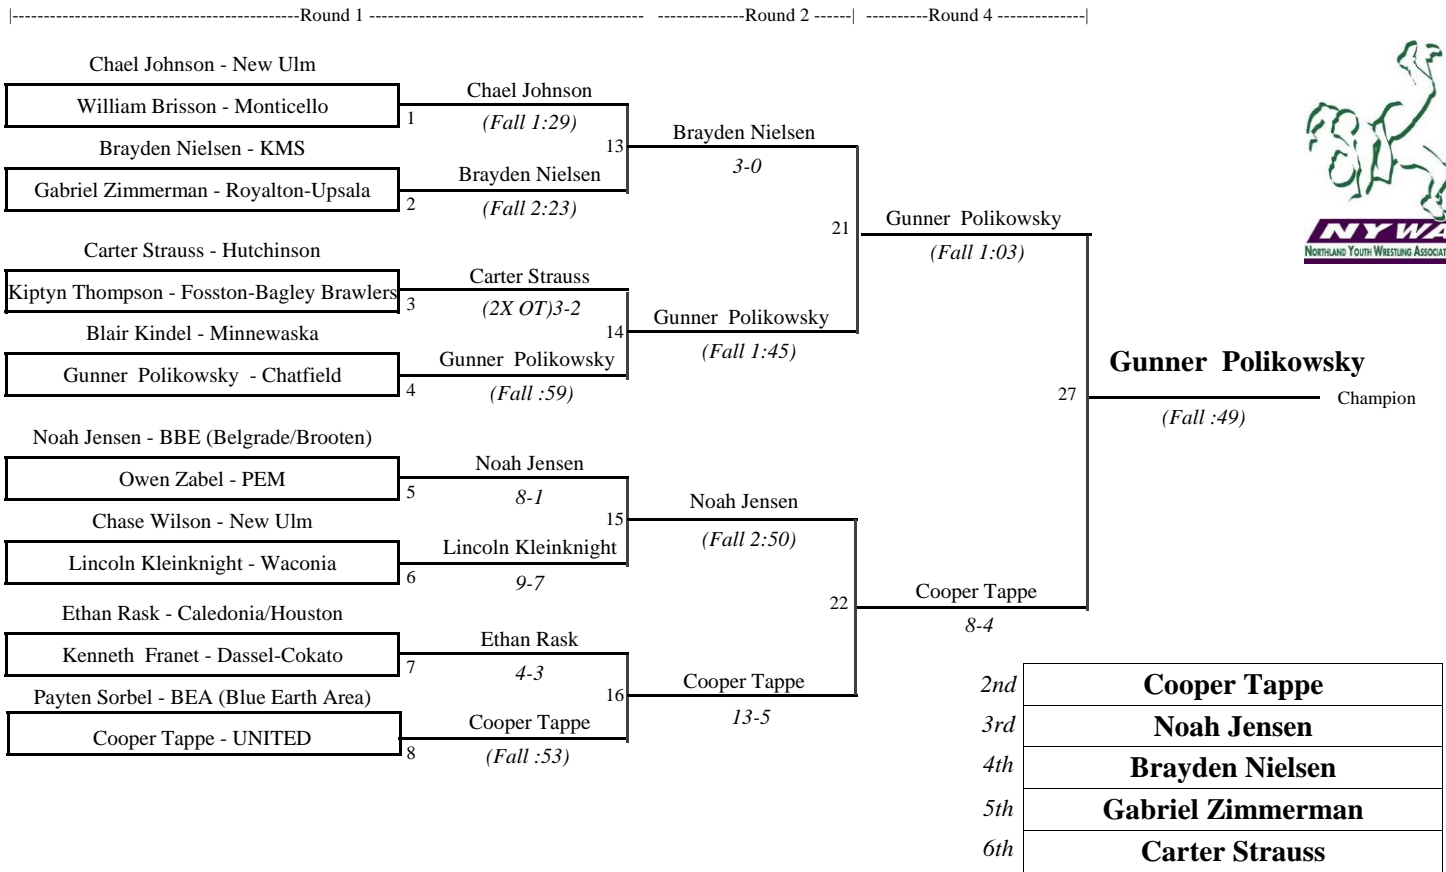 |----------------------------------------------Round 1 -------------------------------------------- --------------Round 2 ------| ----------Round 4 --------------|
Chael Johnson - New Ulm
William Brisson - Monticello
1
Brayden Nielsen - KMS
Gabriel Zimmerman - Royalton-Upsala
2
Carter Strauss - Hutchinson
Kiptyn Thompson - Fosston-Bagley Brawlers
3
Blair Kindel - Minnewaska
Gunner Polikowsky - Chatfield
4
Noah Jensen - BBE (Belgrade/Brooten)
Owen Zabel - PEM
5
Chase Wilson - New Ulm
Lincoln Kleinknight - Waconia
6
Ethan Rask - Caledonia/Houston
Kenneth Franet - Dassel-Cokato
7
Payten Sorbel - BEA (Blue Earth Area)
Cooper Tappe - UNITED
8
Chael Johnson
(Fall 1:29)
13
Brayden Nielsen
(Fall 2:23)
Carter Strauss
(2X OT)3-2
14
Gunner Polikowsky
(Fall :59)
Noah Jensen
8-1
15
Lincoln Kleinknight
9-7
Ethan Rask
4-3
16
Cooper Tappe
(Fall :53)
Brayden Nielsen
3-0
21
Gunner Polikowsky
(Fall 1:45)
Noah Jensen
(Fall 2:50)
22
Cooper Tappe
13-5
Gunner Polikowsky
(Fall 1:03)
27
Cooper Tappe
8-4
NYWA
NORTHLAND YOUTH WRESTLING ASSOCIAT
Gunner Polikowsky
Champion
(Fall :49)
2nd Cooper Tappe
3rd Noah Jensen
4th Brayden Nielsen
5th Gabriel Zimmerman
6th Carter Strauss